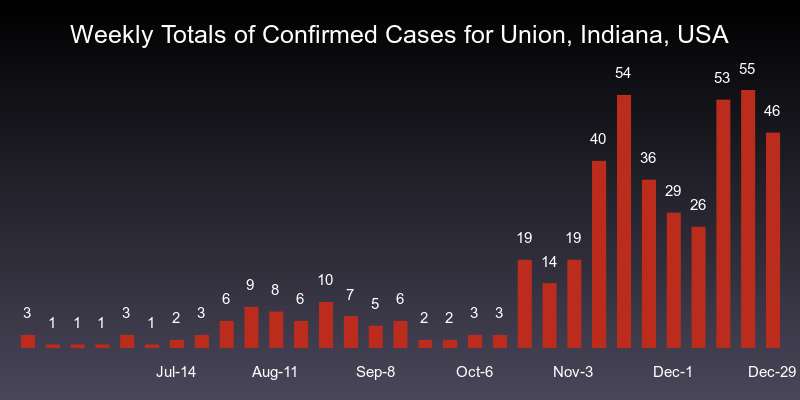 Weekly Totals of Confirmed Cases for Union, Indiana, USA
3 1 1 1 3 1 2 3 6 9 8 6 10 7 5 6 2 2 3 3 19 14 19 40 54 36 29 26 53 55 46
Jul-14 Aug-11 Sep-8 Oct-6 Nov-3 Dec-1 Dec-29